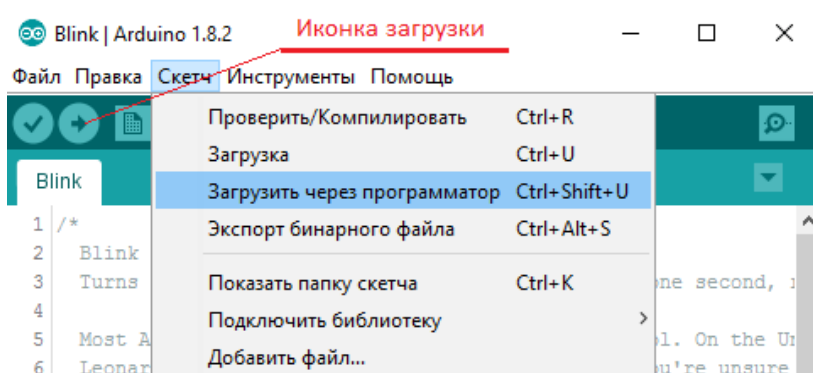 Blink | Arduino 1.8.2
Иконка загрузки
Файл Правка Скетч Инструменты Помощь
Проверить/Компилировать Ctrl+R
Загрузка Ctrl+U
Blink
Загрузить через программатор Ctrl+Shift+U
1 /*
Экспорт бинарного файла Ctrl+Alt+S
2 Blink
3 Turns
Показать папку скетча Ctrl+K
one second,
4
Подключить библиотеку
5 Most
On the
6
Добавить файл...
you're unsure